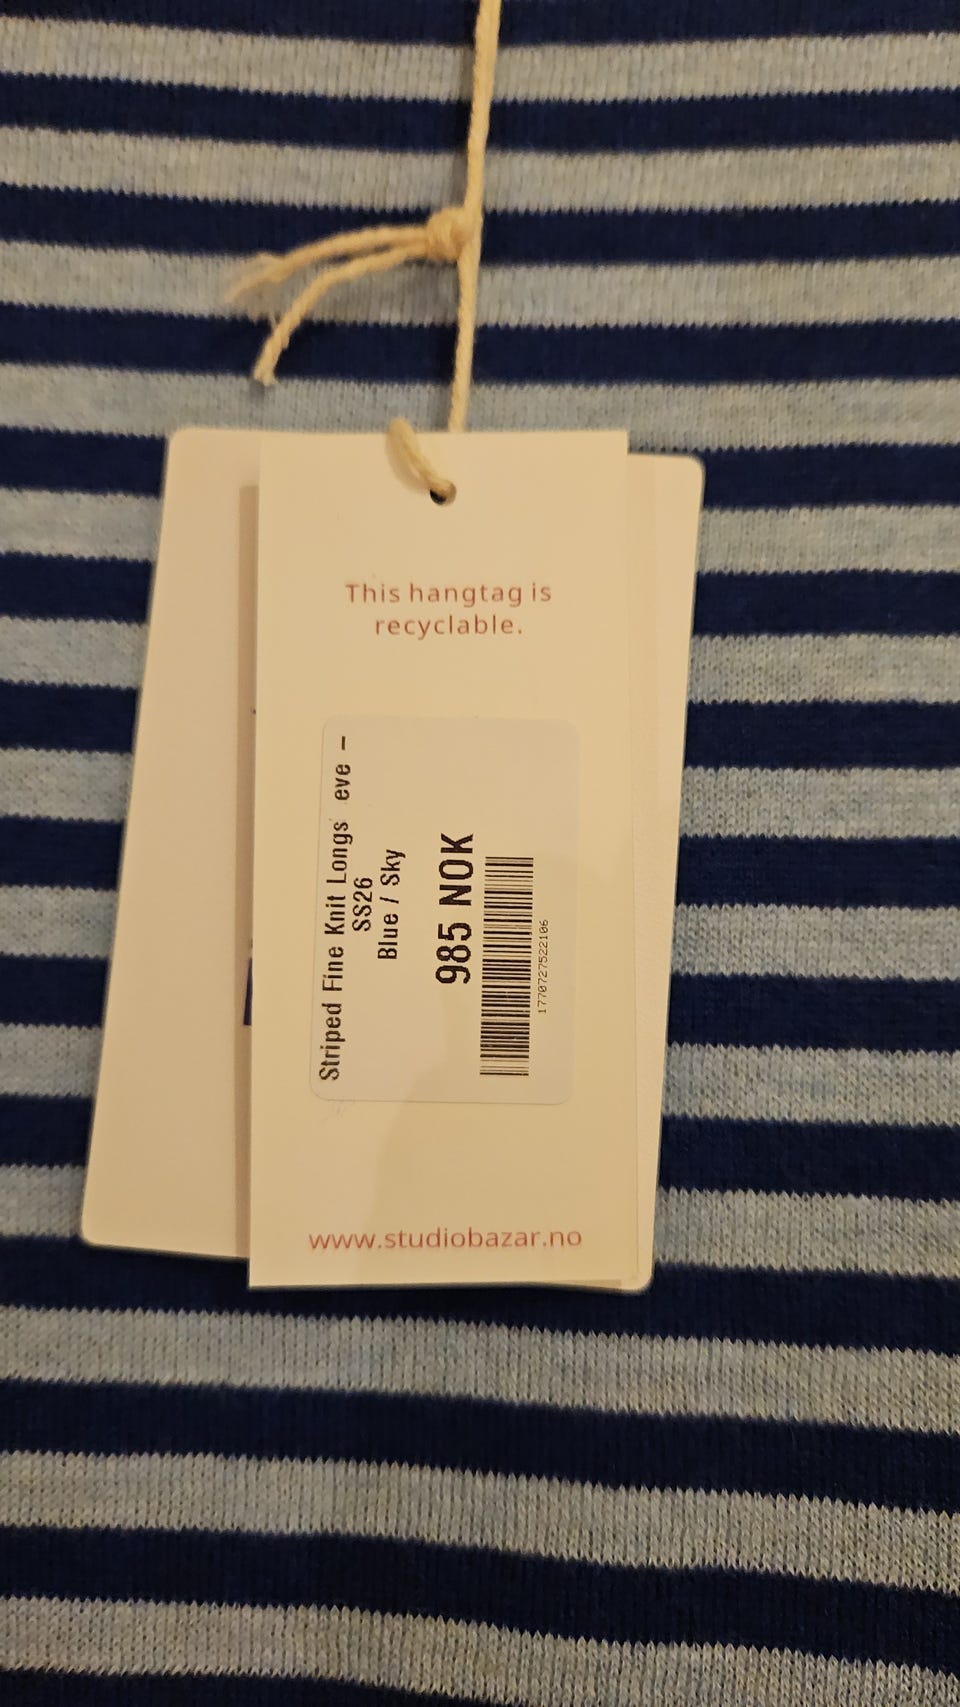 This hangtag is
recyclable.
Striped Fine Knit Longs eve –
SS26
Blue / Sky
985 NOK
1770727522106
www.studiobazar.no